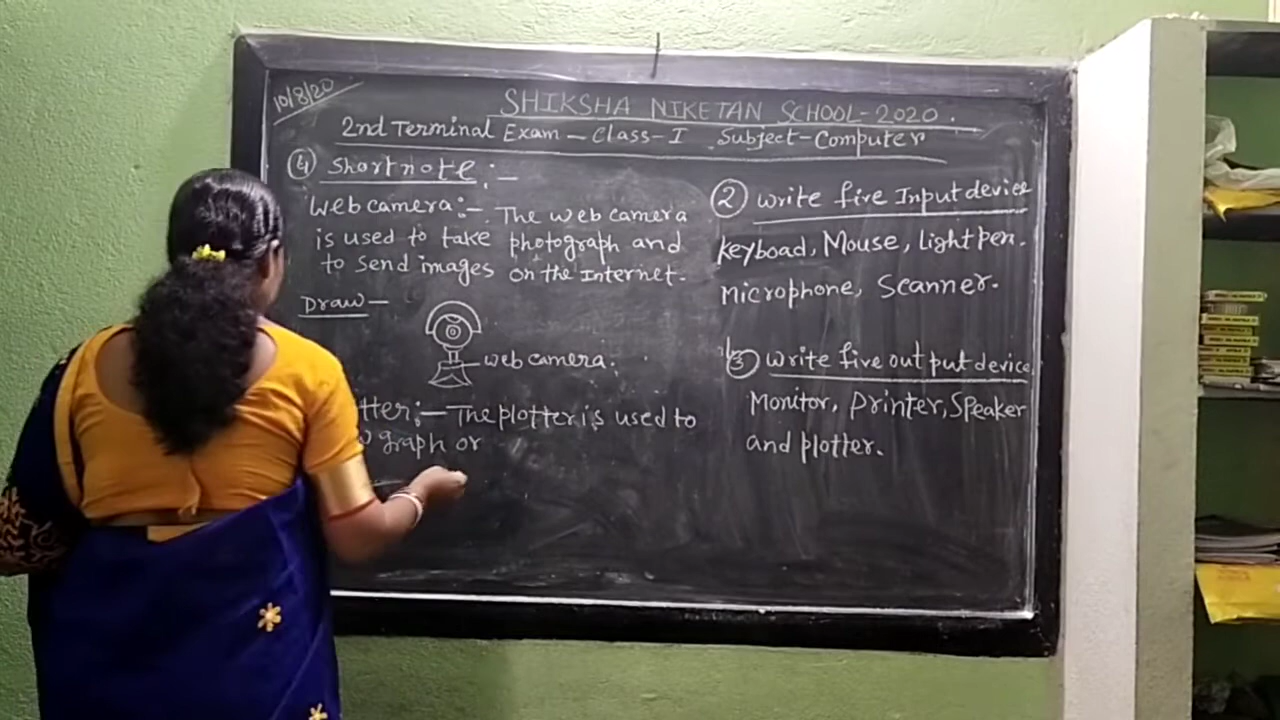 10/8/20
SHIKSHA NIKETAN SCHOOL-2020.
2nd Terminal Exam - Class-I Subject-Computer
④ Short note :-
Web camera:- The web camera
is used to take photograph and
to send images on the Internet.
Draw-
web camera.
tter:- The plotter is used to
graph or
② write five Input device
keyboad, Mouse, Light pen.
Microphone, Scanner.
③ write five out put device
Monitor, Printer, Speaker
and plotter.